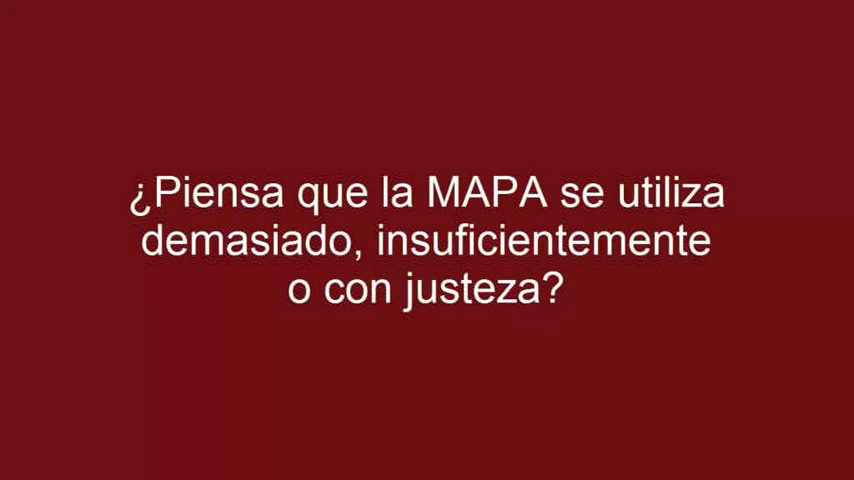 ¿Piensa que la MAPA se utiliza
demasiado, insuficientemente
o con justeza?